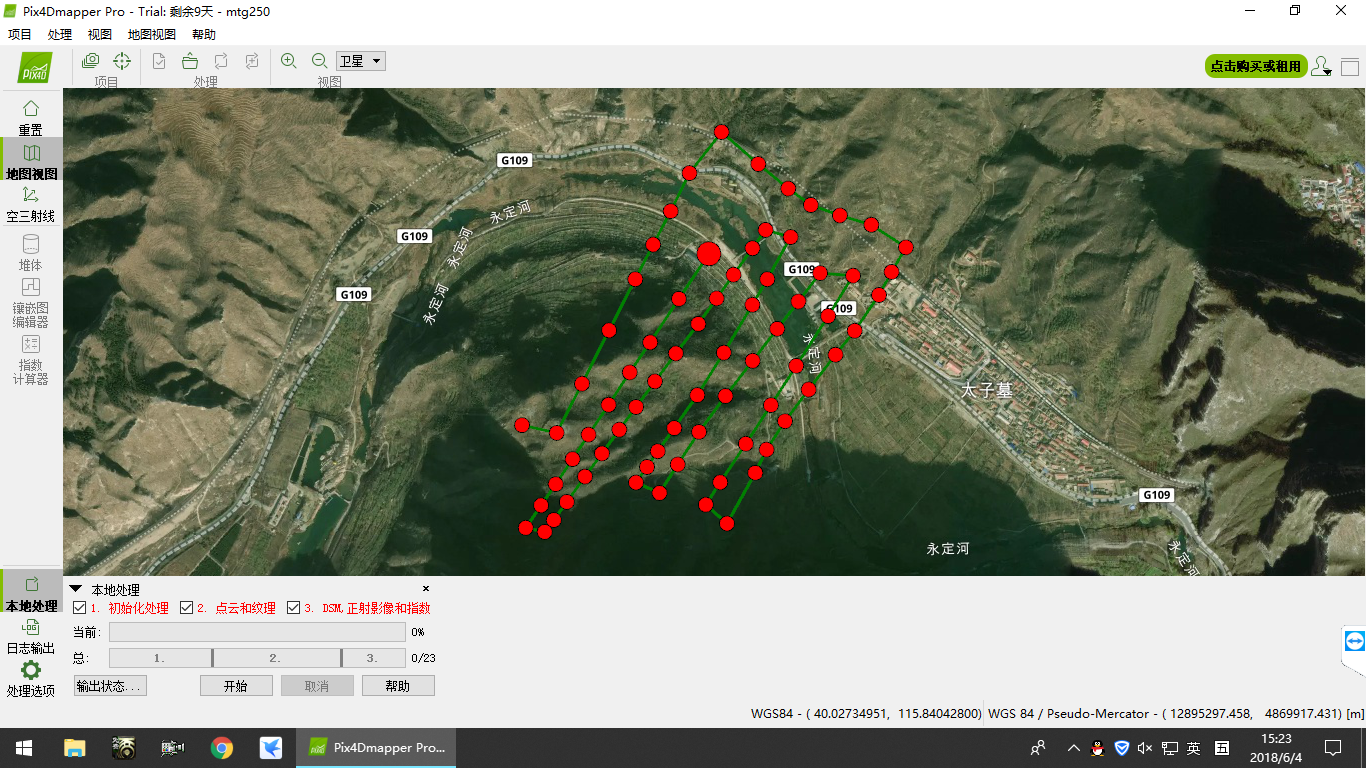 Pix4Dmapper Pro - Trial: 剩余9天 - mtg250
项目 处理 视图 地图视图 帮助
PIX4D
卫星
项目 处理 视图
点击购买或租用
重置
地图视图
空三射线
堆体
镶嵌图
编辑器
指数
计算器
G109
永定河
G109
永定河
G109
永定河
G109
G109
永定河
太子墓
G109
永定河
永定河
本地处理
LOG
日志输出
处理选项
本地处理
1. 初始化处理 2. 点云和纹理 3. DSM, 正射影像和指数
当前: 0%
总: 1. 2. 3. 0/23
输出状态... 开始 取消 帮助
WGS84 - ( 40.02734951, 115.84042800) WGS 84 / Pseudo-Mercator - ( 12895297.458, 4869917.431) [m]
Pix4Dmapper Pro...
英
五
15:23
2018/6/4